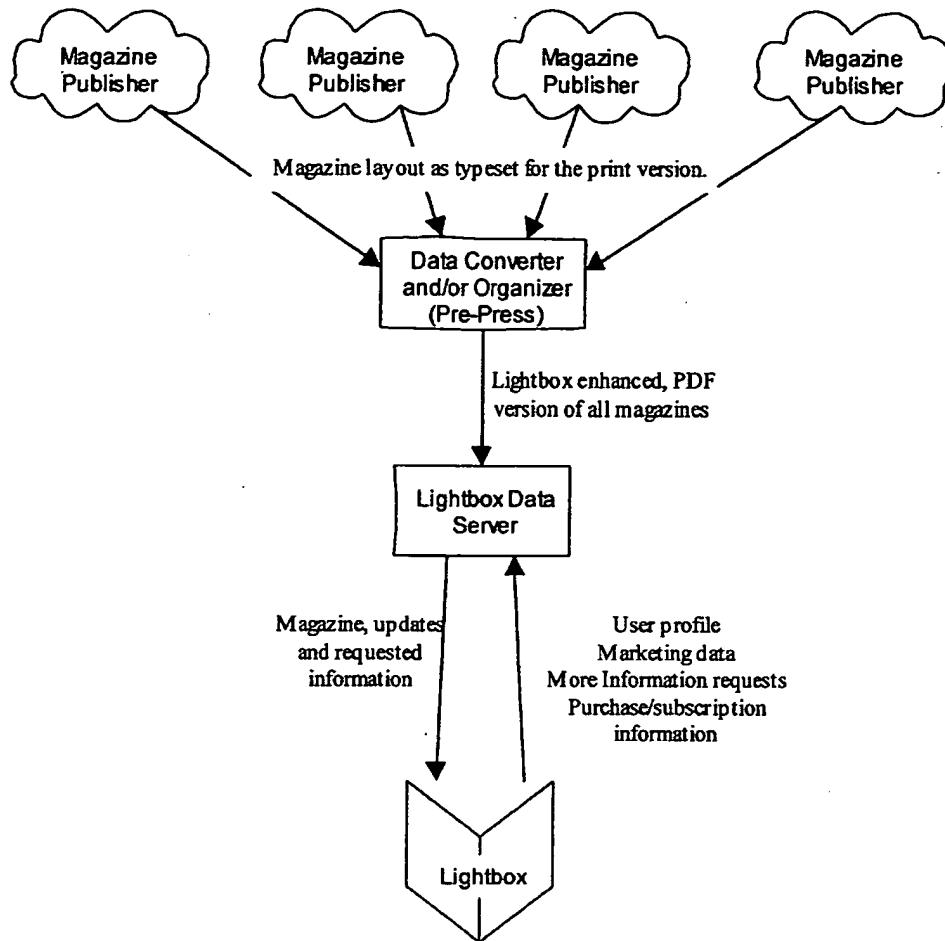 Magazine
Publisher
Magazine
Publisher
Magazine
Publisher
Magazine
Publisher
Magazine layout as typeset for the print version.
Data Converter
and/or Organizer
(Pre-Press)
Lightbox enhanced, PDF
version of all magazines
Lightbox Data
Server
Magazine, updates
and requested
information
User profile
Marketing data
More Information requests
Purchase/subscription
information
Lightbox